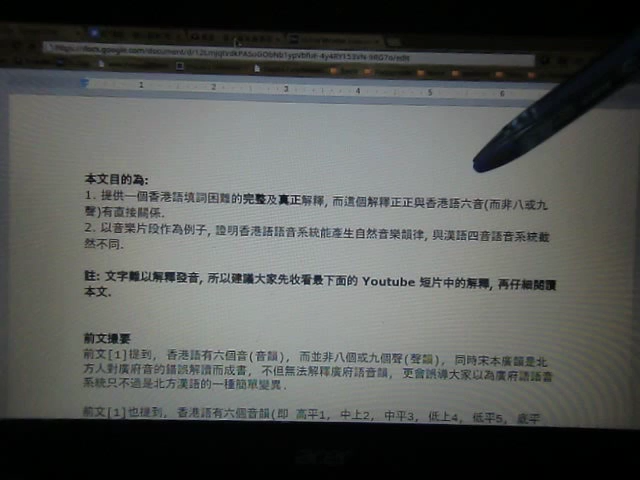 1 2 3 4 5 6
本文目的為:
1. 提供一個香港語填詞困難的完整及真正解釋, 而這個解釋正正與香港語六音(而非八或九
聲)有直接關係.
2. 以音樂片段作為例子, 證明香港語語音系統能產生自然音樂韻律, 與漢語四音語音系統截
然不同.
註: 文字難以解釋發音, 所以建議大家先收看最下面的 Youtube 短片中的解釋, 再仔細閱讀
本文.
前文撮要
前文[1]提到, 香港語有六個音(音韻), 而並非八個或九個聲(聲韻), 同時宋本廣韻是北
方人對廣府音的錯誤解讀而成書, 不但無法解釋廣府語音韻, 更會誤導大家以為廣府語語音
系統只不過是北方漢語的一種簡單變異.
前文[1]也提到, 香港語有六個音韻(即 高平1, 中上2, 中平3, 低上4, 低平5, 底平
acer